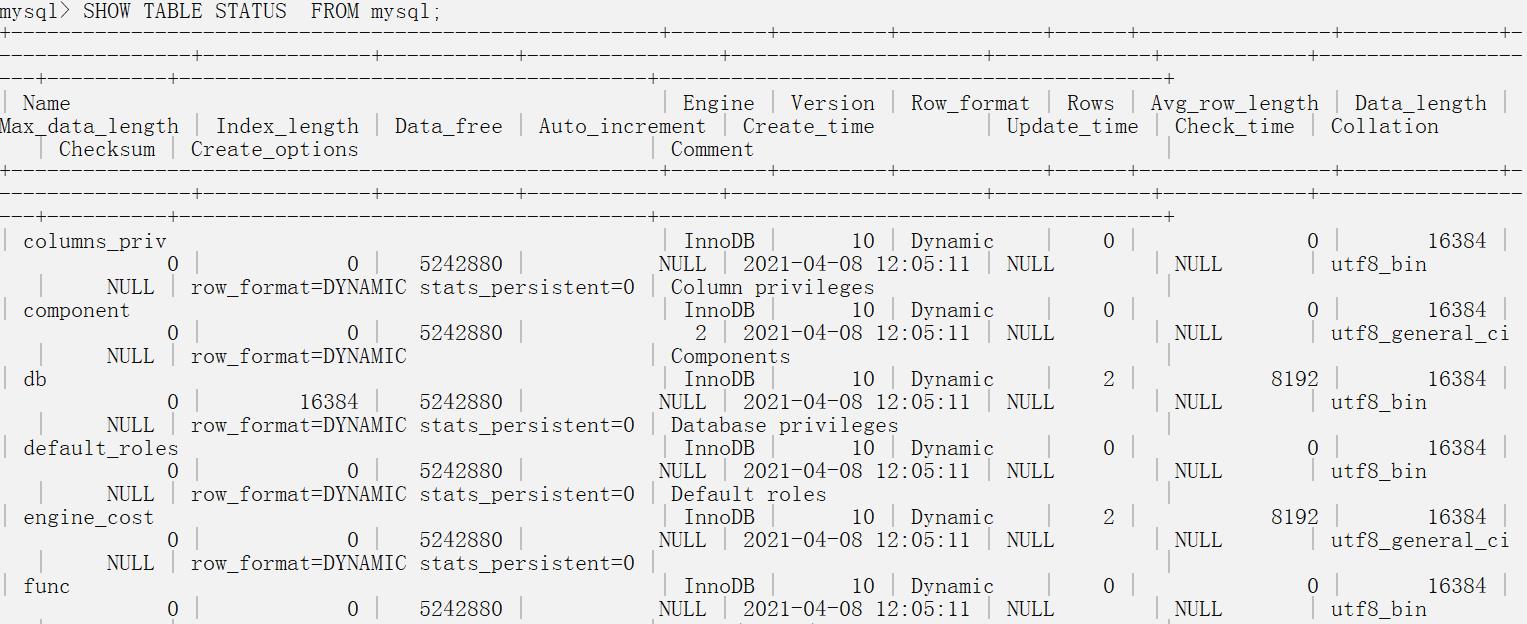 mysql> SHOW TABLE STATUS  FROM mysql;
+-------------------------------------------------------+---------+---------+------------+------+----------------+-------------+-
----------------+--------------+-----------+----------------+---------------------+-------------+------------+-----------------
---+----------+---------------------------------------+------------------------------------------+
| Name                                                  | Engine | Version | Row_format | Rows | Avg_row_length | Data_length |
Max_data_length | Index_length | Data_free | Auto_increment | Create_time         | Update_time | Check_time | Collation
   | Checksum | Create_options                        | Comment                                  |
+-------------------------------------------------------+---------+---------+------------+------+----------------+-------------+-
----------------+--------------+-----------+----------------+---------------------+-------------+------------+-----------------
---+----------+---------------------------------------+------------------------------------------+
| columns_priv                                          | InnoDB |      10 | Dynamic    |    0 |              0 |       16384 |
              0 |            0 |   5242880 |           NULL | 2021-04-08 12:05:11 | NULL        | NULL       | utf8_bin
   |     NULL | row_format=DYNAMIC stats_persistent=0 | Column privileges                        |
| component                                             | InnoDB |      10 | Dynamic    |    0 |              0 |       16384 |
              0 |            0 |   5242880 |              2 | 2021-04-08 12:05:11 | NULL        | NULL       | utf8_general_ci
   |     NULL | row_format=DYNAMIC                    | Components                               |
| db                                                    | InnoDB |      10 | Dynamic    |    2 |           8192 |       16384 |
              0 |        16384 |   5242880 |           NULL | 2021-04-08 12:05:11 | NULL        | NULL       | utf8_bin
   |     NULL | row_format=DYNAMIC stats_persistent=0 | Database privileges                      |
| default_roles                                         | InnoDB |      10 | Dynamic    |    0 |              0 |       16384 |
              0 |            0 |   5242880 |           NULL | 2021-04-08 12:05:11 | NULL        | NULL       | utf8_bin
   |     NULL | row_format=DYNAMIC stats_persistent=0 | Default roles                            |
| engine_cost                                           | InnoDB |      10 | Dynamic    |    2 |           8192 |       16384 |
              0 |            0 |   5242880 |           NULL | 2021-04-08 12:05:11 | NULL        | NULL       | utf8_general_ci
   |     NULL | row_format=DYNAMIC stats_persistent=0 |                                          |
| func                                                  | InnoDB |      10 | Dynamic    |    0 |              0 |       16384 |
              0 |            0 |   5242880 |           NULL | 2021-04-08 12:05:11 | NULL        | NULL       | utf8_bin